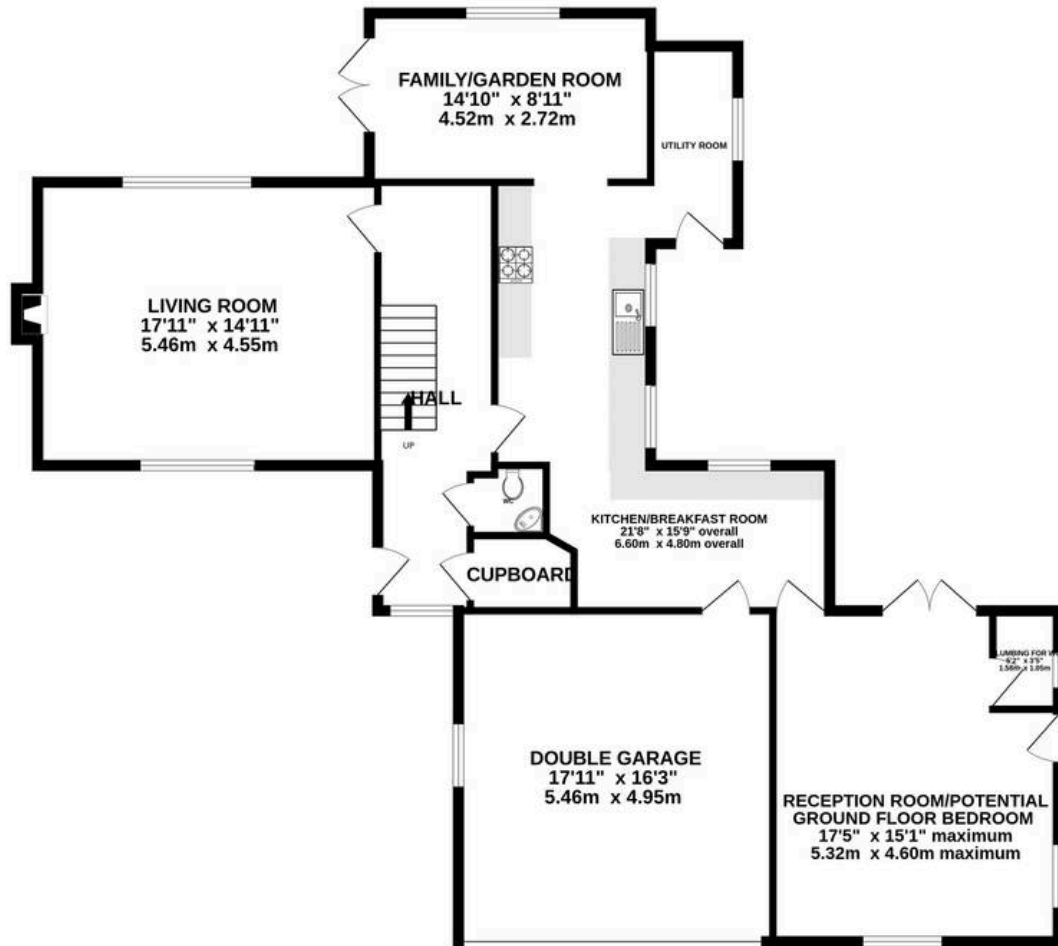 FAMILY/GARDEN ROOM
14'10" x 8'11"
4.52m x 2.72m
UTILITY ROOM
LIVING ROOM
17'11" x 14'11"
5.46m x 4.55m
HALL
UP
WC
KITCHEN/BREAKFAST ROOM
21'8" x 15'9" overall
6.60m x 4.80m overall
CUPBOARD
LUMBING FOR W
DOUBLE GARAGE
17'11" x 16'3"
5.46m x 4.95m
RECEPTION ROOM/POTENTIAL
GROUND FLOOR BEDROOM
17'5" x 15'1" maximum
5.32m x 4.60m maximum